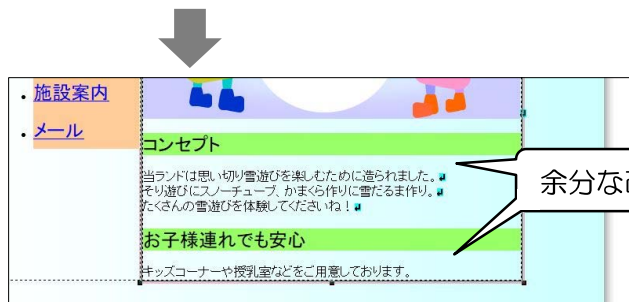 施設案内
メール
コンセプト
当ランドは思い切り雪遊びを楽しむために造られました。
そり遊びにスノーチューブ、かまくら作りに雪だるま作り。
たくさんの雪遊びを体験してくださいね！
余分な
お子様連れでも安心
キッズコーナーや授乳室などをご用意しております。